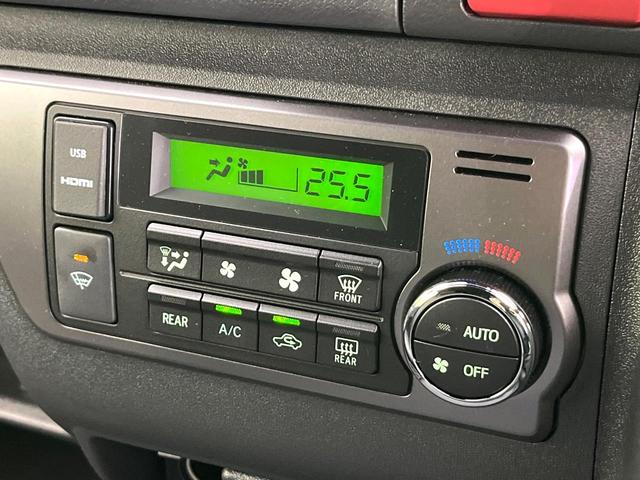 USB
HDMI
25.5
FRONT
REAR
A/C
REAR
AUTO
OFF